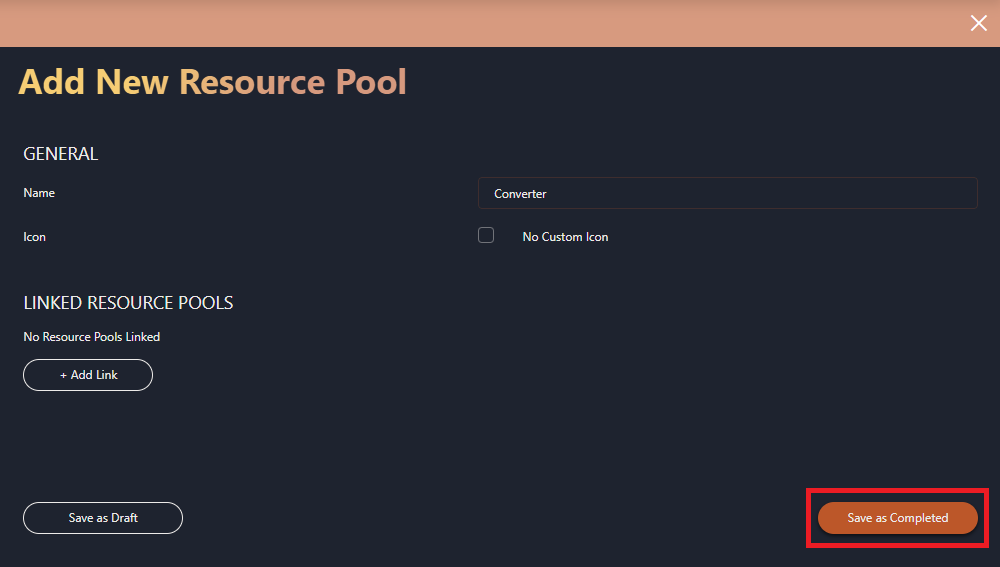 Add New Resource Pool
GENERAL
Name
Converter
Icon
No Custom Icon
LINKED RESOURCE POOLS
No Resource Pools Linked
+ Add Link
Save as Draft
Save as Completed